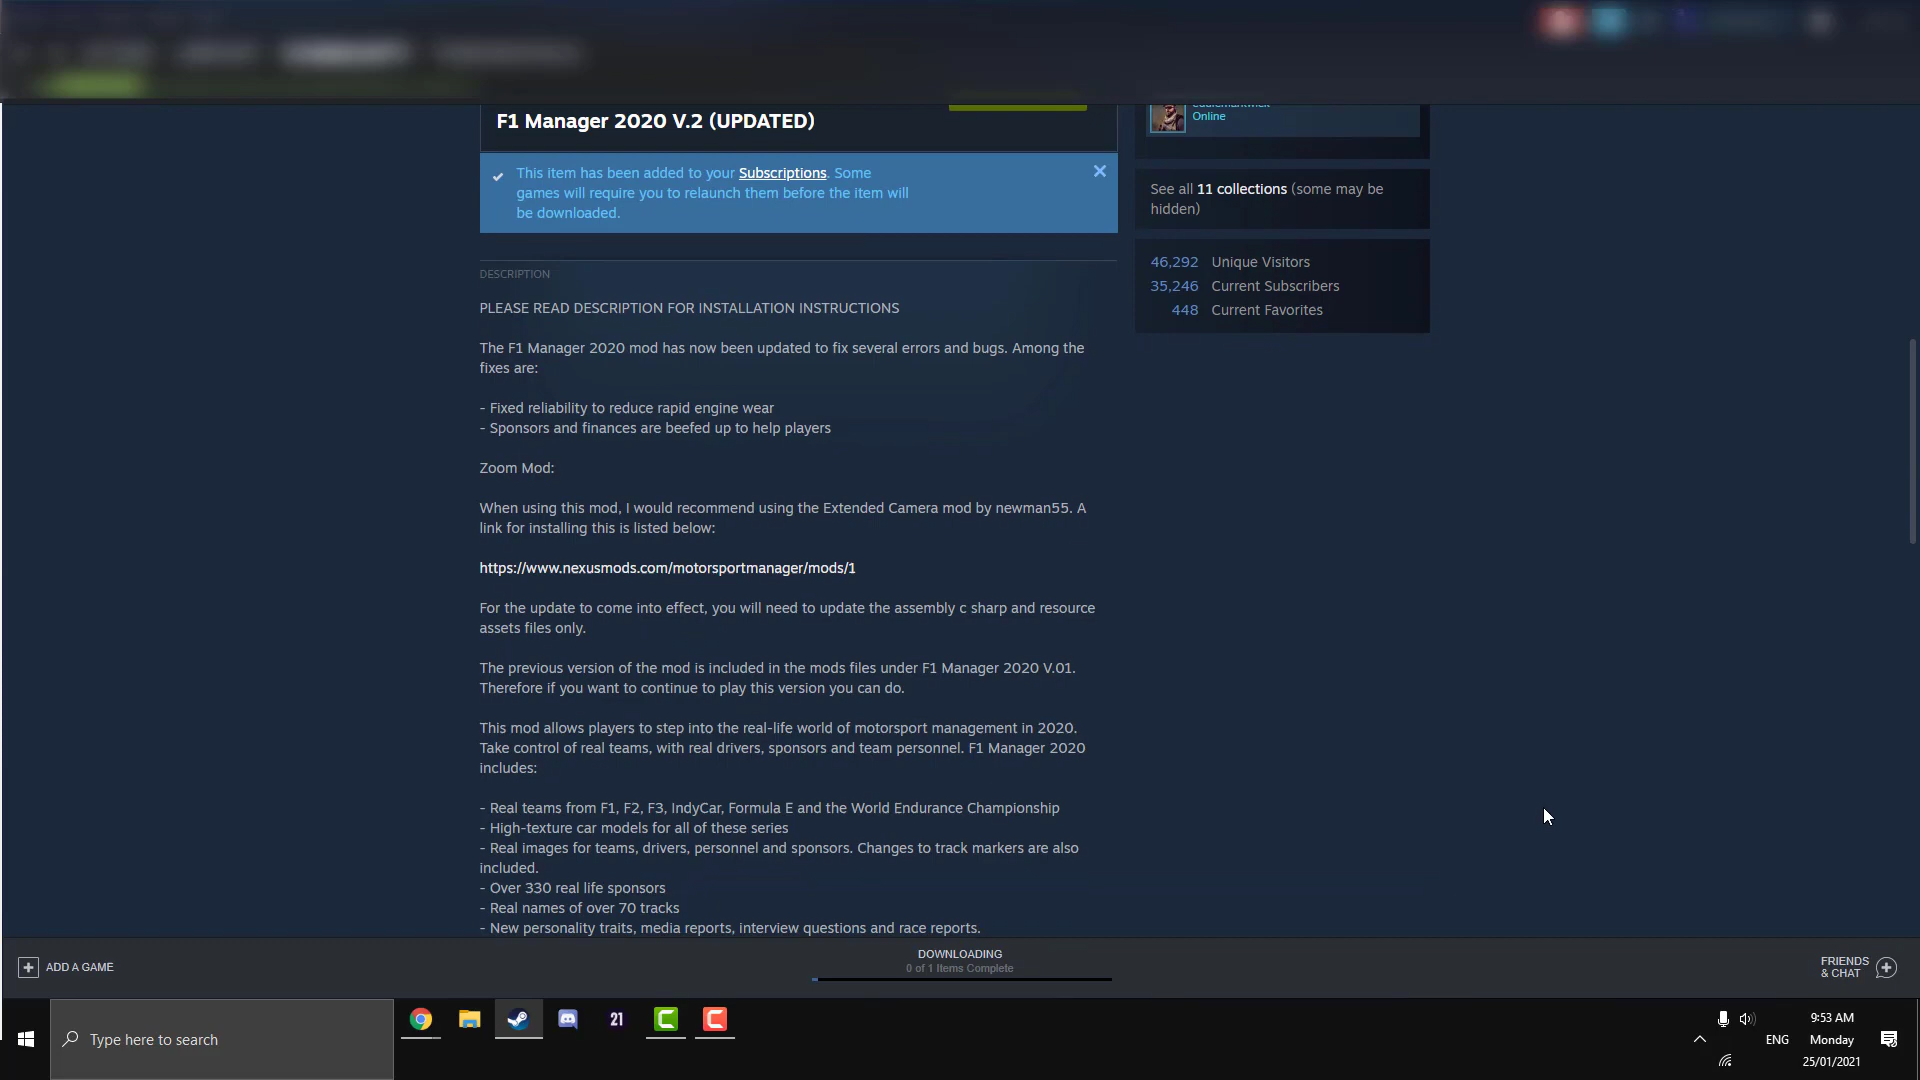 F1 Manager 2020 V.2 (UPDATED)
This item has been added to your Subscriptions. Some
games will require you to relaunch them before the item will
be downloaded.
Online
See all 11 collections (some may be
hidden)
46,292 Unique Visitors
35,246 Current Subscribers
448 Current Favorites
DESCRIPTION
PLEASE READ DESCRIPTION FOR INSTALLATION INSTRUCTIONS
The F1 Manager 2020 mod has now been updated to fix several errors and bugs. Among the
fixes are:
- Fixed reliability to reduce rapid engine wear
- Sponsors and finances are beefed up to help players
Zoom Mod:
When using this mod, I would recommend using the Extended Camera mod by newman55. A
link for installing this is listed below:
https://www.nexusmods.com/motorsportmanager/mods/1
For the update to come into effect, you will need to update the assembly c sharp and resource
assets files only.
The previous version of the mod is included in the mods files under F1 Manager 2020 V.01.
Therefore if you want to continue to play this version you can do.
This mod allows players to step into the real-life world of motorsport management in 2020.
Take control of real teams, with real drivers, sponsors and team personnel. F1 Manager 2020
includes:
- Real teams from F1, F2, F3, IndyCar, Formula E and the World Endurance Championship
- High-texture car models for all of these series
- Real images for teams, drivers, personnel and sponsors. Changes to track markers are also
included.
- Over 330 real life sponsors
- Real names of over 70 tracks
- New personality traits, media reports, interview questions and race reports.
ADD A GAME
DOWNLOADING
0 of 1 Items Complete
FRIENDS
& CHAT
Type here to search
21
ENG
9:53 AM
Monday
25/01/2021